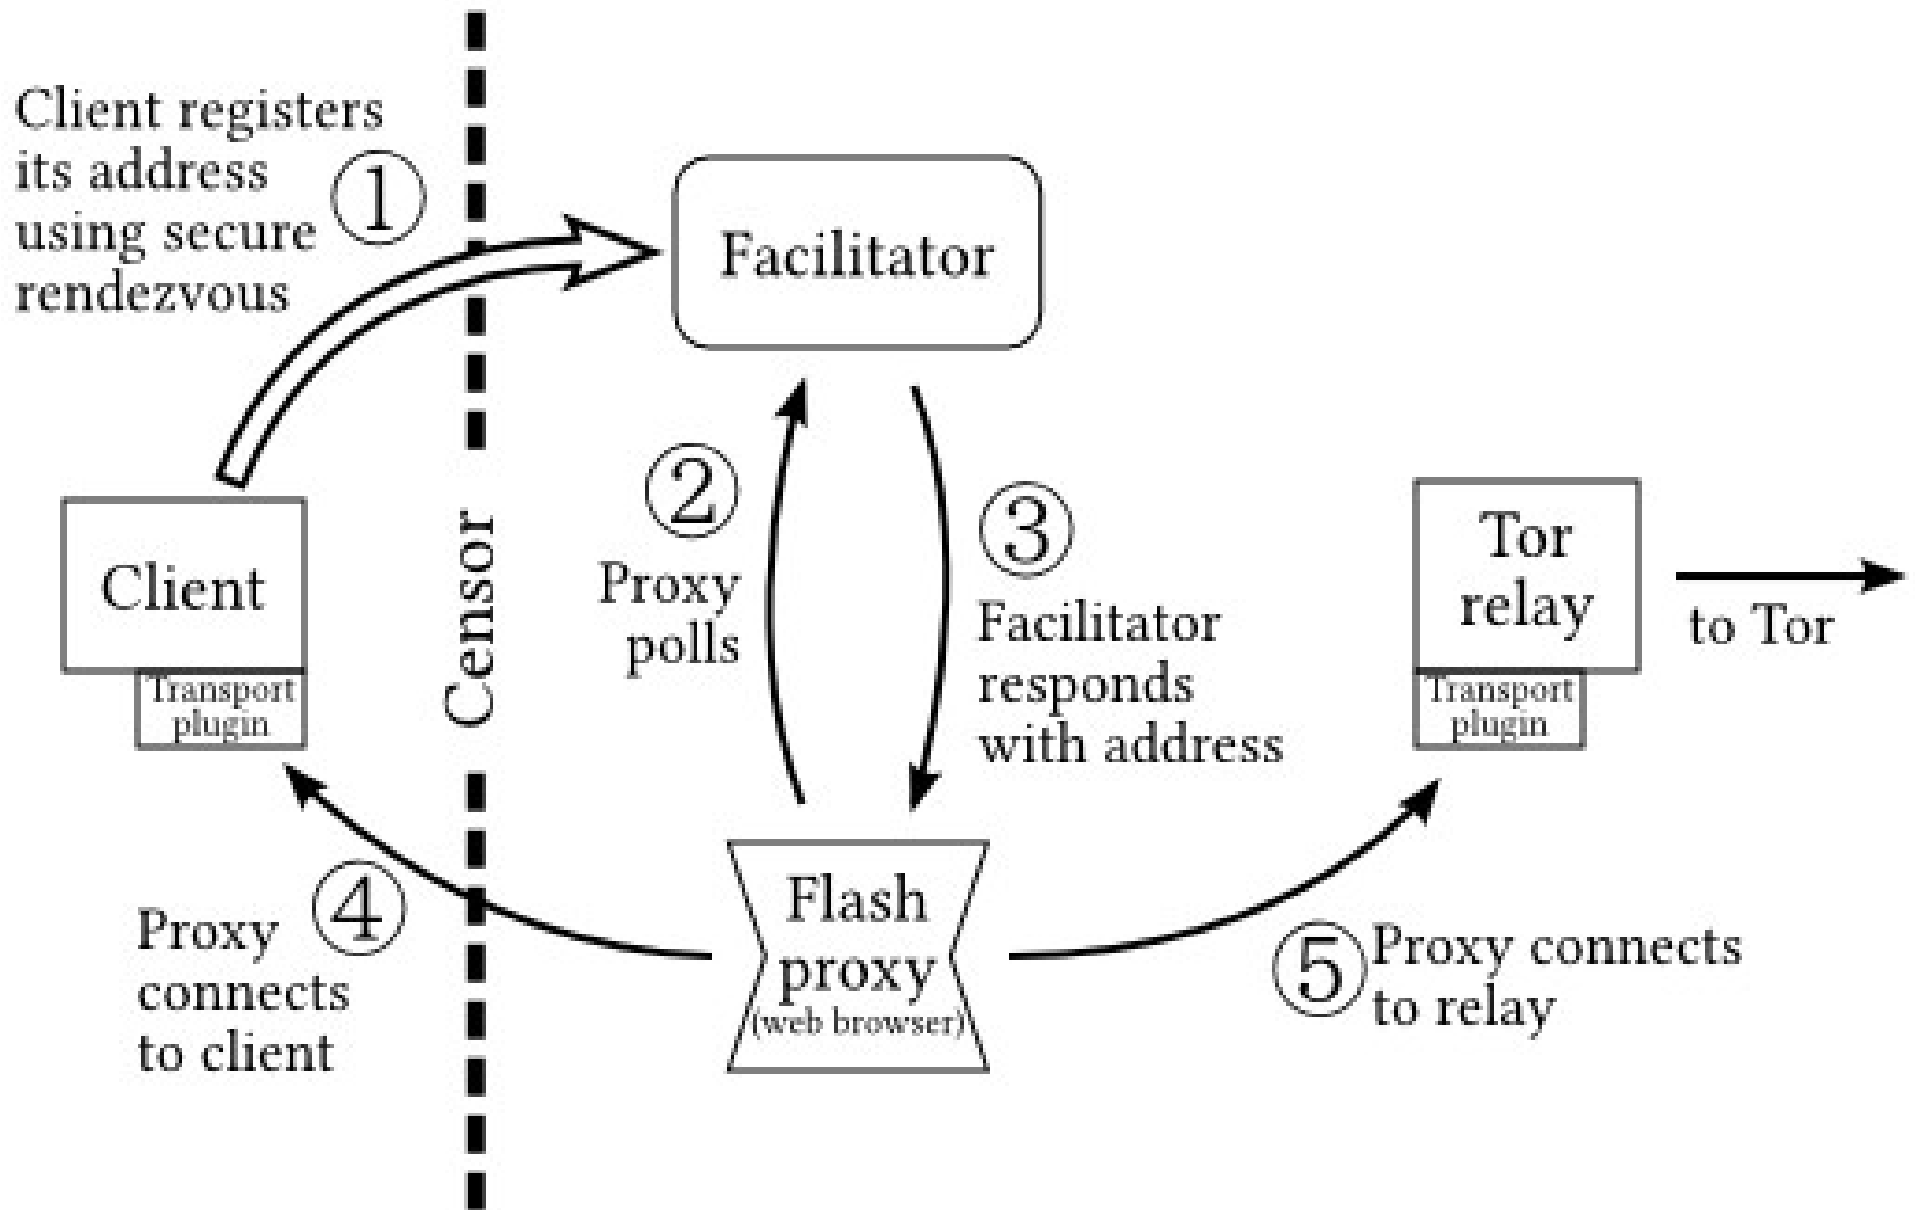 Client registers
its address
using secure
rendezvous
1
Facilitator
2
Proxy
polls
3
Facilitator
responds
with address
Client
Transport
plugin
Censor
Tor
relay
Transport
plugin
to Tor
4
Proxy
connects
to client
Flash
proxy
(web browser)
5
Proxy connects
to relay